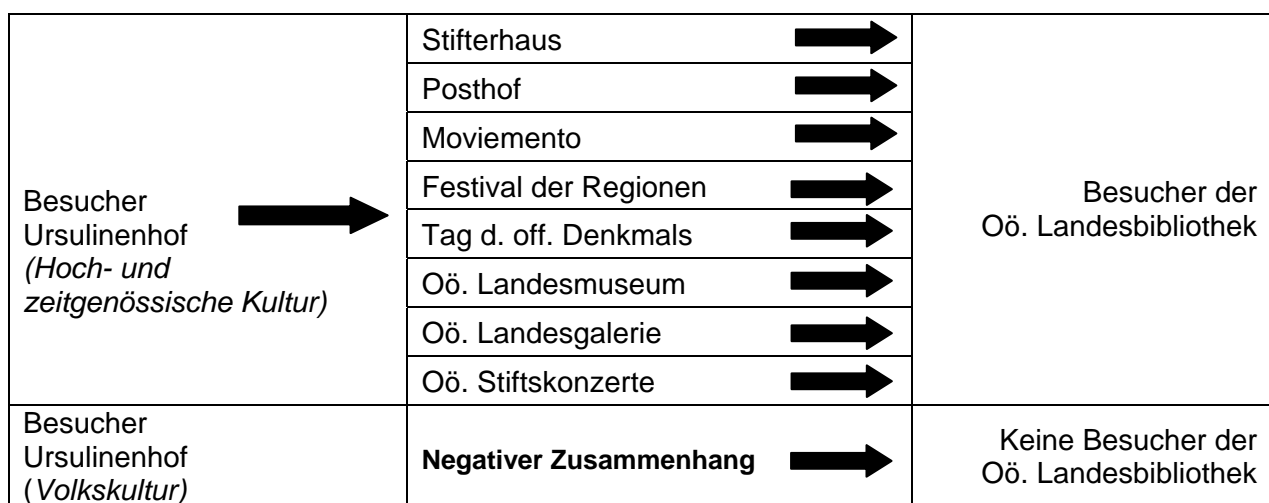 Besucher
Ursulinenhof
(Hoch- und
zeitgenössische Kultur)
Stifterhaus
Posthof
Moviemento
Festival der Regionen
Tag d. off. Denkmals
Oö. Landesmuseum
Oö. Landesgalerie
Oö. Stiftskonzerte
Besucher der
Oö. Landesbibliothek
Besucher
Ursulinenhof
(Volkskultur)
Negativer Zusammenhang
Keine Besucher der
Oö. Landesbibliothek